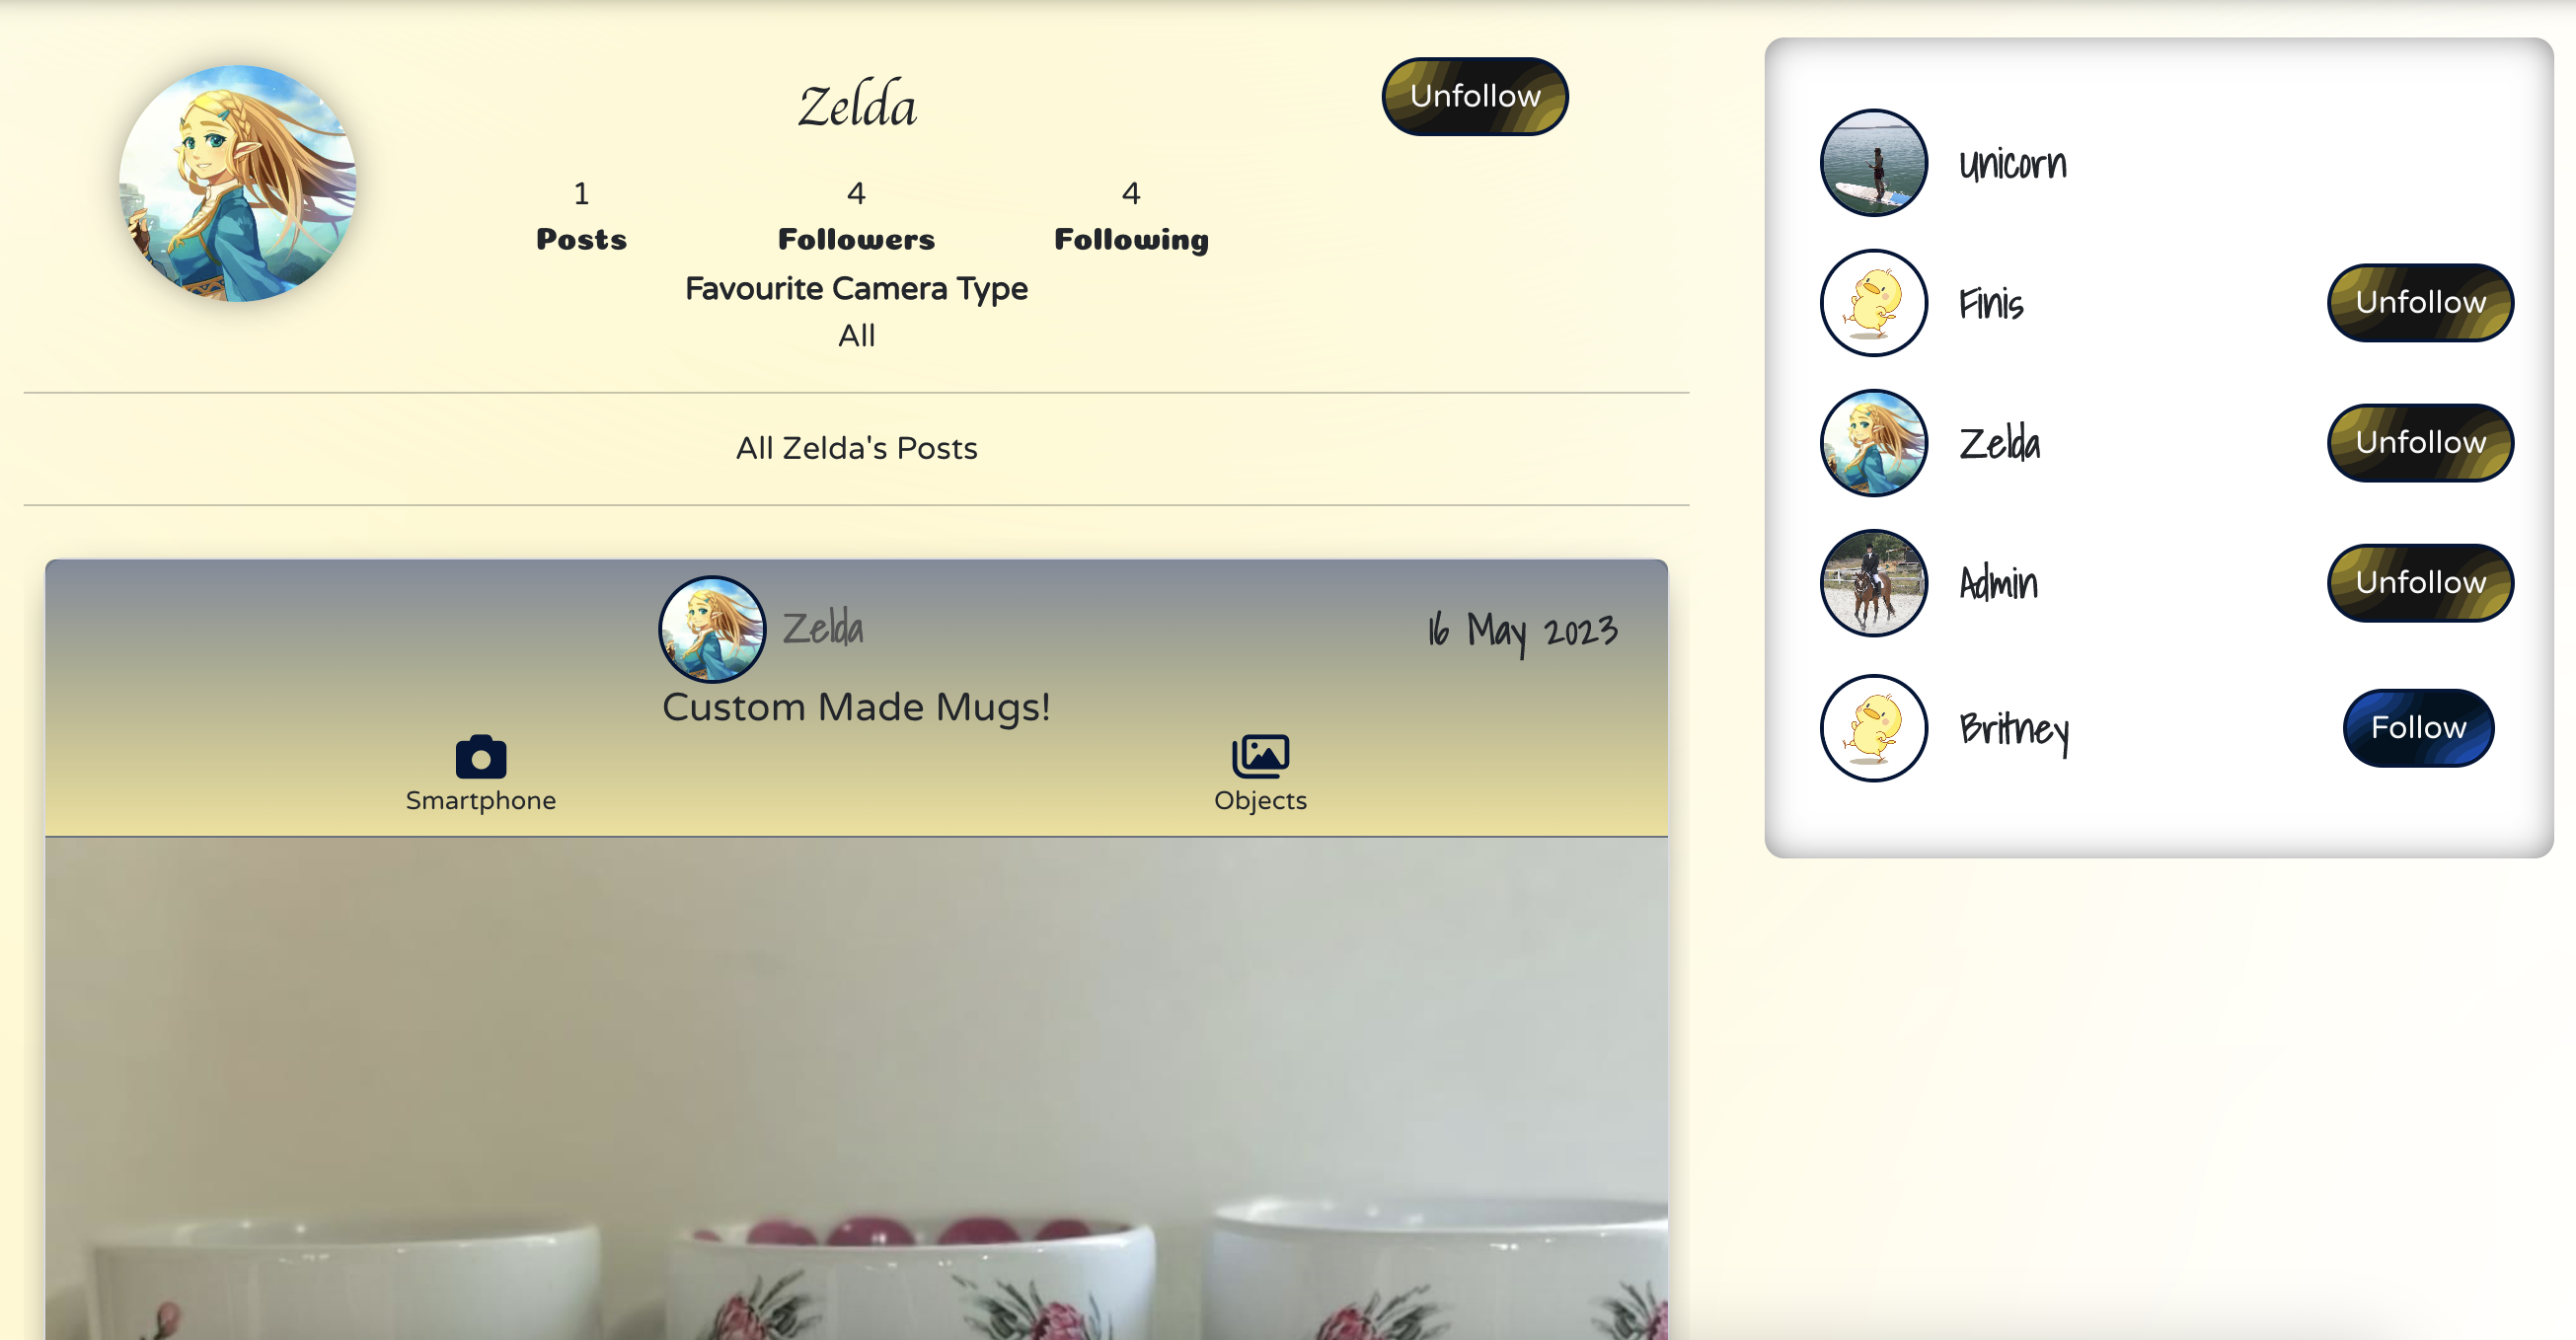 Zelda
Unfollow
1
Posts
4
Followers
4
Following
Favourite Camera Type
All
All Zelda's Posts
Zelda
16 May 2023
Custom Made Mugs!
Smartphone
Objects
Unicorn
Finis
Unfollow
Zelda
Unfollow
Admin
Unfollow
Britney
Follow